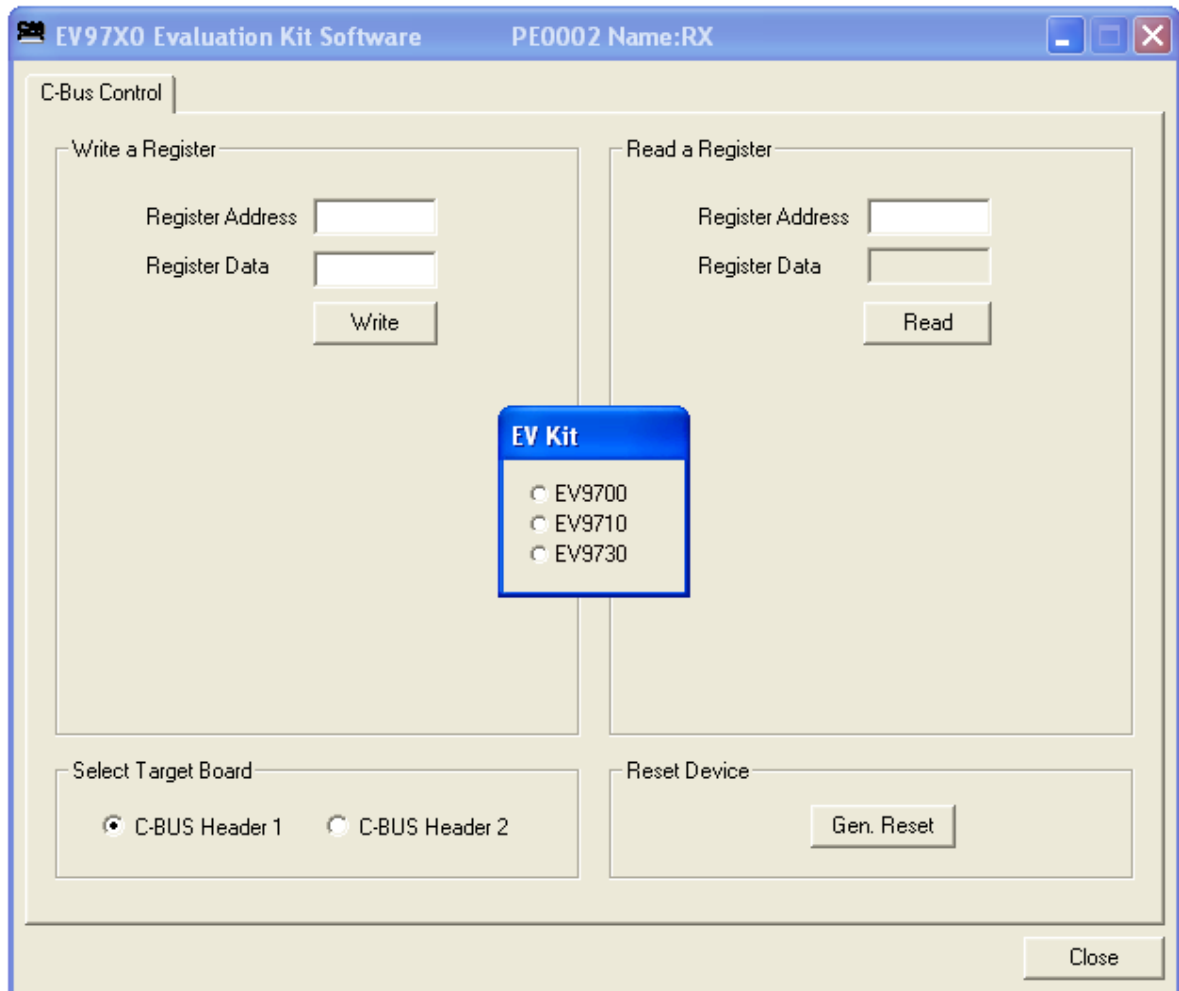 EV97X0 Evaluation Kit Software PE0002 Name:RX
C-Bus Control
Write a Register
Register Address
Register Data
Write
Read a Register
Register Address
Register Data
Read
EV Kit
EV9700
EV9710
EV9730
Select Target Board
C-BUS Header 1 C-BUS Header 2
Reset Device
Gen. Reset
Close